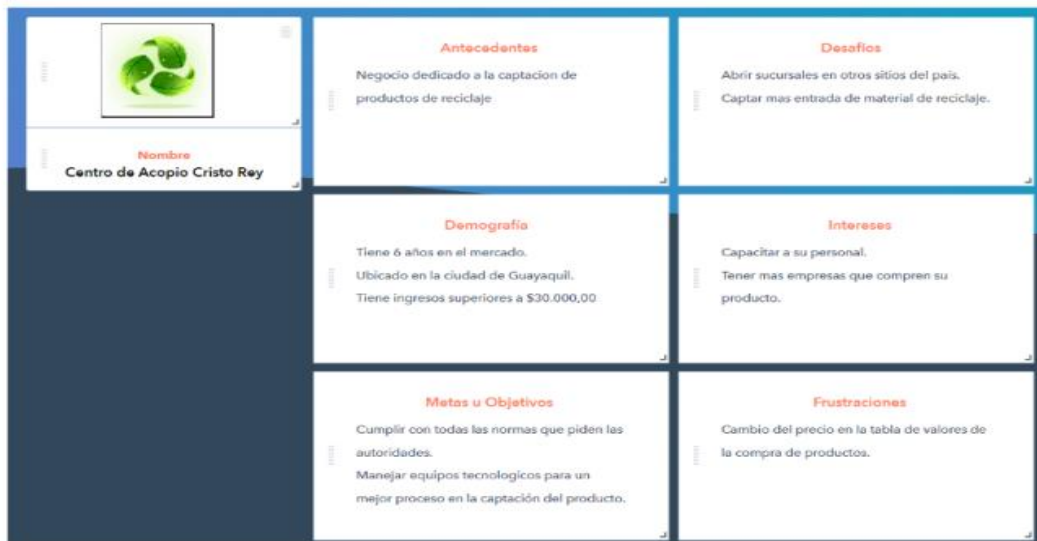 Nombre
Centro de Acopio Cristo Rey
Antecedentes
Negocio dedicado a la captacion de
productos de reciclaje
Desafíos
Abrir sucursales en otros sitios del país.
Captar mas entrada de material de reciclaje.
Demografía
Tiene 6 años en el mercado.
Ubicado en la ciudad de Guayaquil.
Tiene ingresos superiores a $30.000,00
Intereses
Capacitar a su personal.
Tener mas empresas que compren su
producto.
Metas u Objetivos
Cumplir con todas las normas que piden las
autoridades.
Manejar equipos tecnologicos para un
mejor proceso en la captación del producto.
Frustraciones
Cambio del precio en la tabla de valores de
la compra de productos.